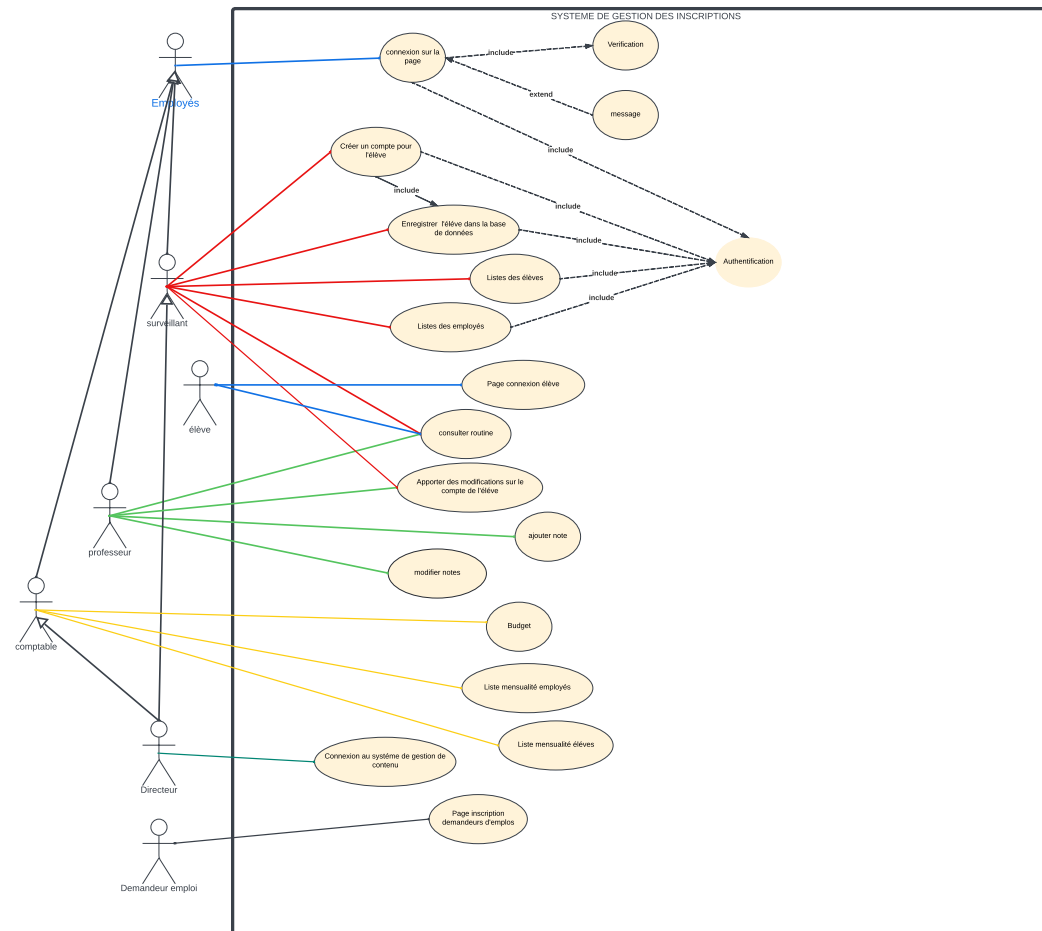 SYSTEME DE GESTION DES INSCRIPTIONS
Employés
connexion sur la
page
include
Verification
extend
message
include
Créer un compte pour
l'élève
include
include
Enregistrer l'éléve dans la base
de données
include
Authentification
Listes des élèves
include
include
surveillant
Listes des employés
Page connexion élève
élève
consulter routine
Apporter des modifications sur le
compte de l'éléve
ajouter note
professeur
modifier notes
Budget
comptable
Liste mensualité employés
Liste mensualité éléves
Connexion au systéme de gestion de
contenu
Directeur
Page inscription
demandeurs d'emplos
Demandeur emploi